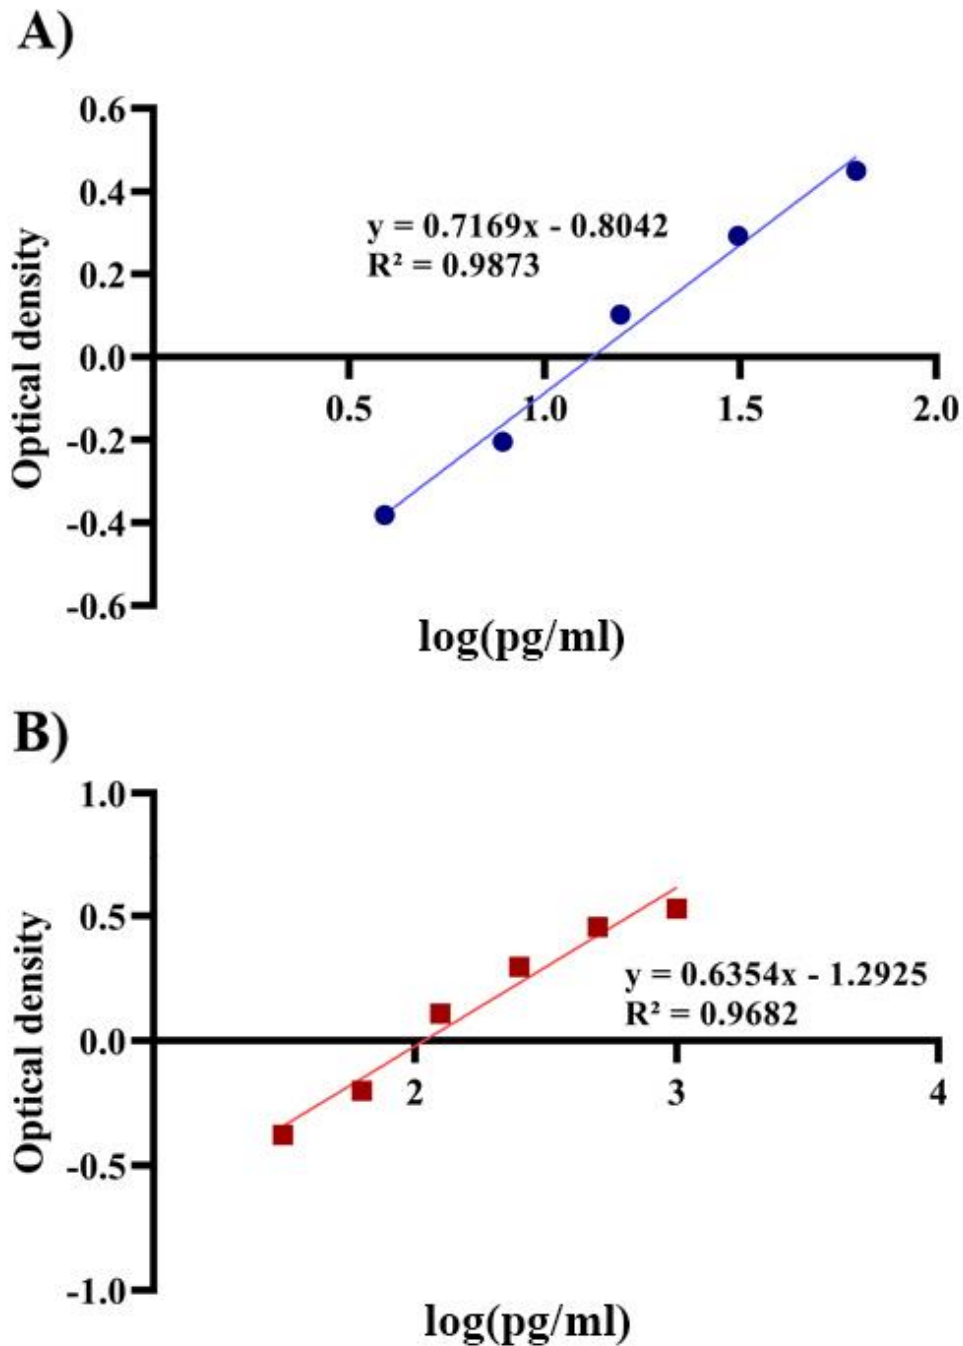 A)
0.6
0.4
0.2
0.0
-0.2
-0.4
-0.6
Optical density
y = 0.7169x - 0.8042
R² = 0.9873
0.5
1.0
1.5
2.0
log(pg/ml)
B)
1.0
0.5
0.0
-0.5
-1.0
Optical density
y = 0.6354x - 1.2925
R² = 0.9682
2
3
4
log(pg/ml)